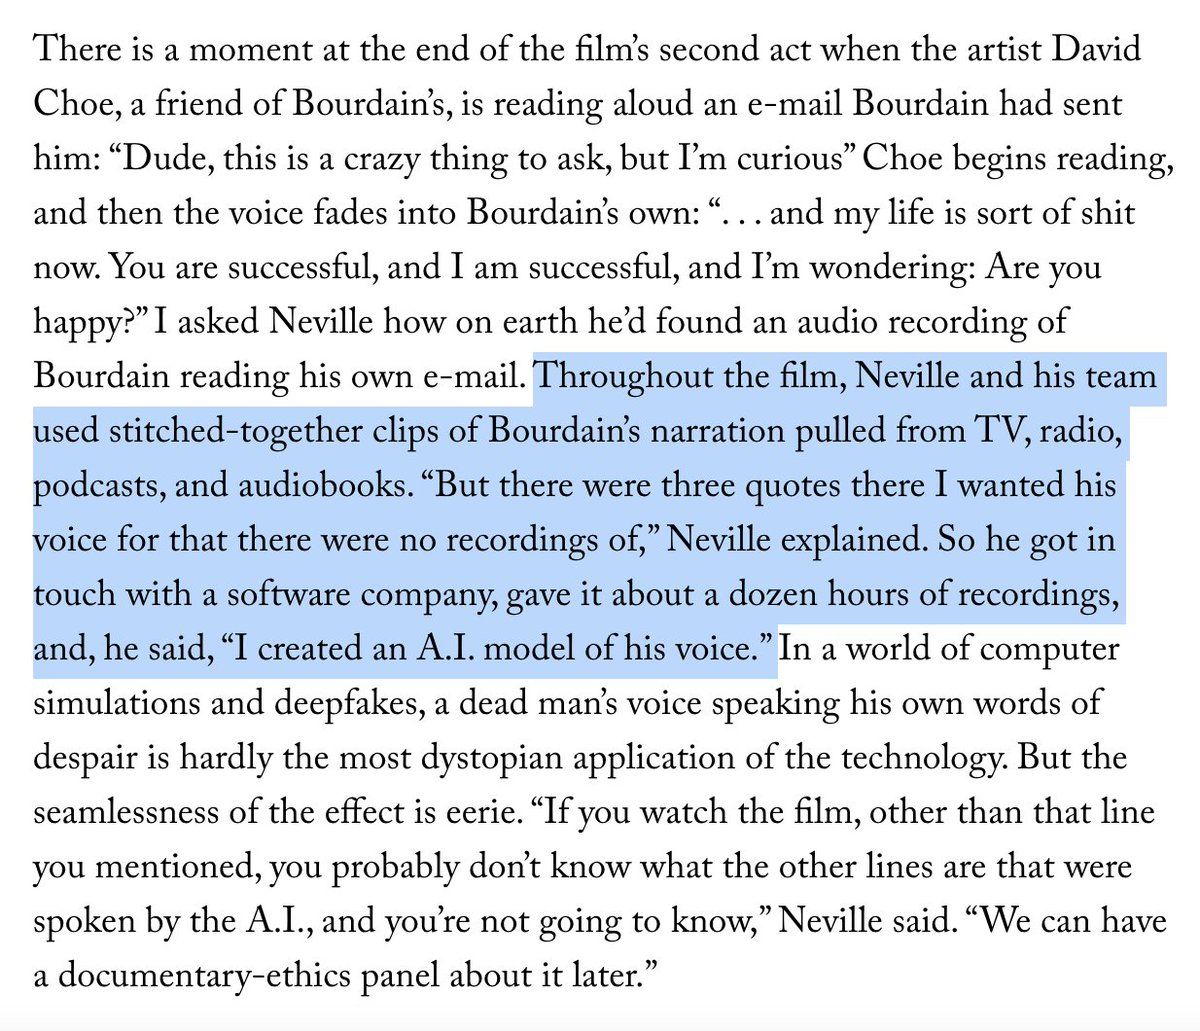 There is a moment at the end of the film’s second act when the artist David
Choe, a friend of Bourdain’s, is reading aloud an e-mail Bourdain had sent
him: “Dude, this is a crazy thing to ask, but I’m curious” Choe begins reading,
and then the voice fades into Bourdain’s own: “. . . and my life is sort of shit
now. You are successful, and I am successful, and I’m wondering: Are you
happy?” I asked Neville how on earth he’d found an audio recording of
Bourdain reading his own e-mail. Throughout the film, Neville and his team
used stitched-together clips of Bourdain’s narration pulled from TV, radio,
podcasts, and audiobooks. “But there were three quotes there I wanted his
voice for that there were no recordings of,” Neville explained. So he got in
touch with a software company, gave it about a dozen hours of recordings,
and, he said, “I created an A.I. model of his voice.” In a world of computer
simulations and deepfakes, a dead man’s voice speaking his own words of
despair is hardly the most dystopian application of the technology. But the
seamlessness of the effect is eerie. “If you watch the film, other than that line
you mentioned, you probably don’t know what the other lines are that were
spoken by the A.I., and you’re not going to know,” Neville said. “We can have
a documentary-ethics panel about it later.”